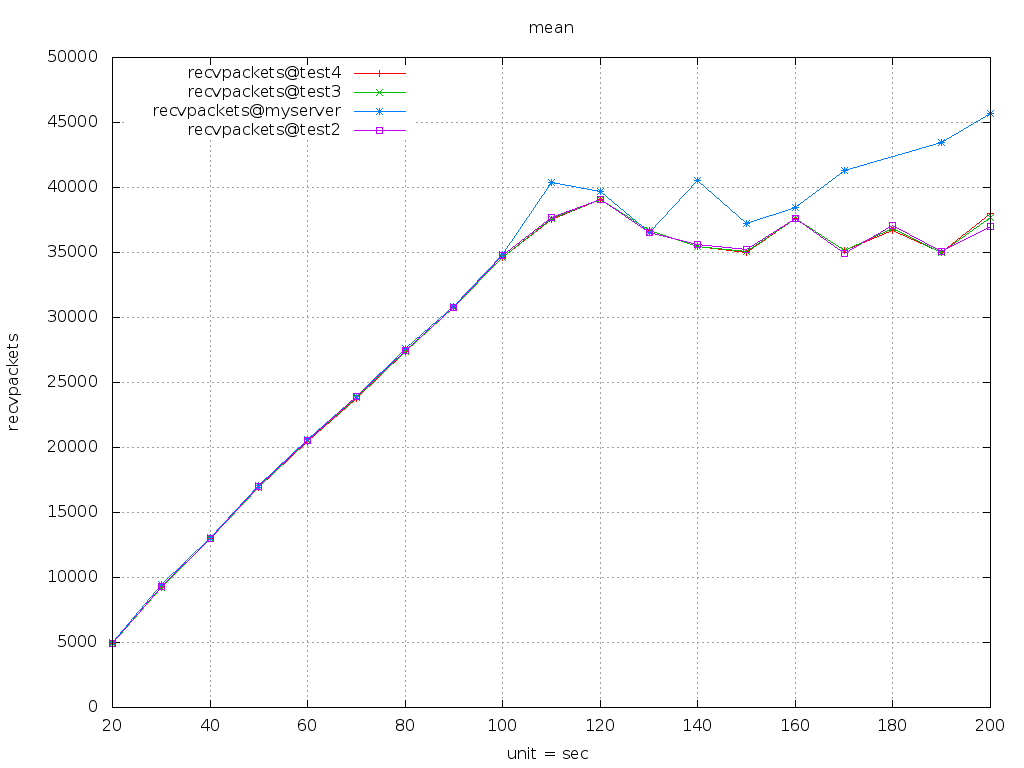 mean
50000
45000
40000
35000
30000
25000
20000
15000
10000
5000
0
recvpackets@test4
recvpackets@test3
recvpackets@myserver
recvpackets@test2
recvpackets
20 40 60 80 100 120 140 160 180 200
unit = sec